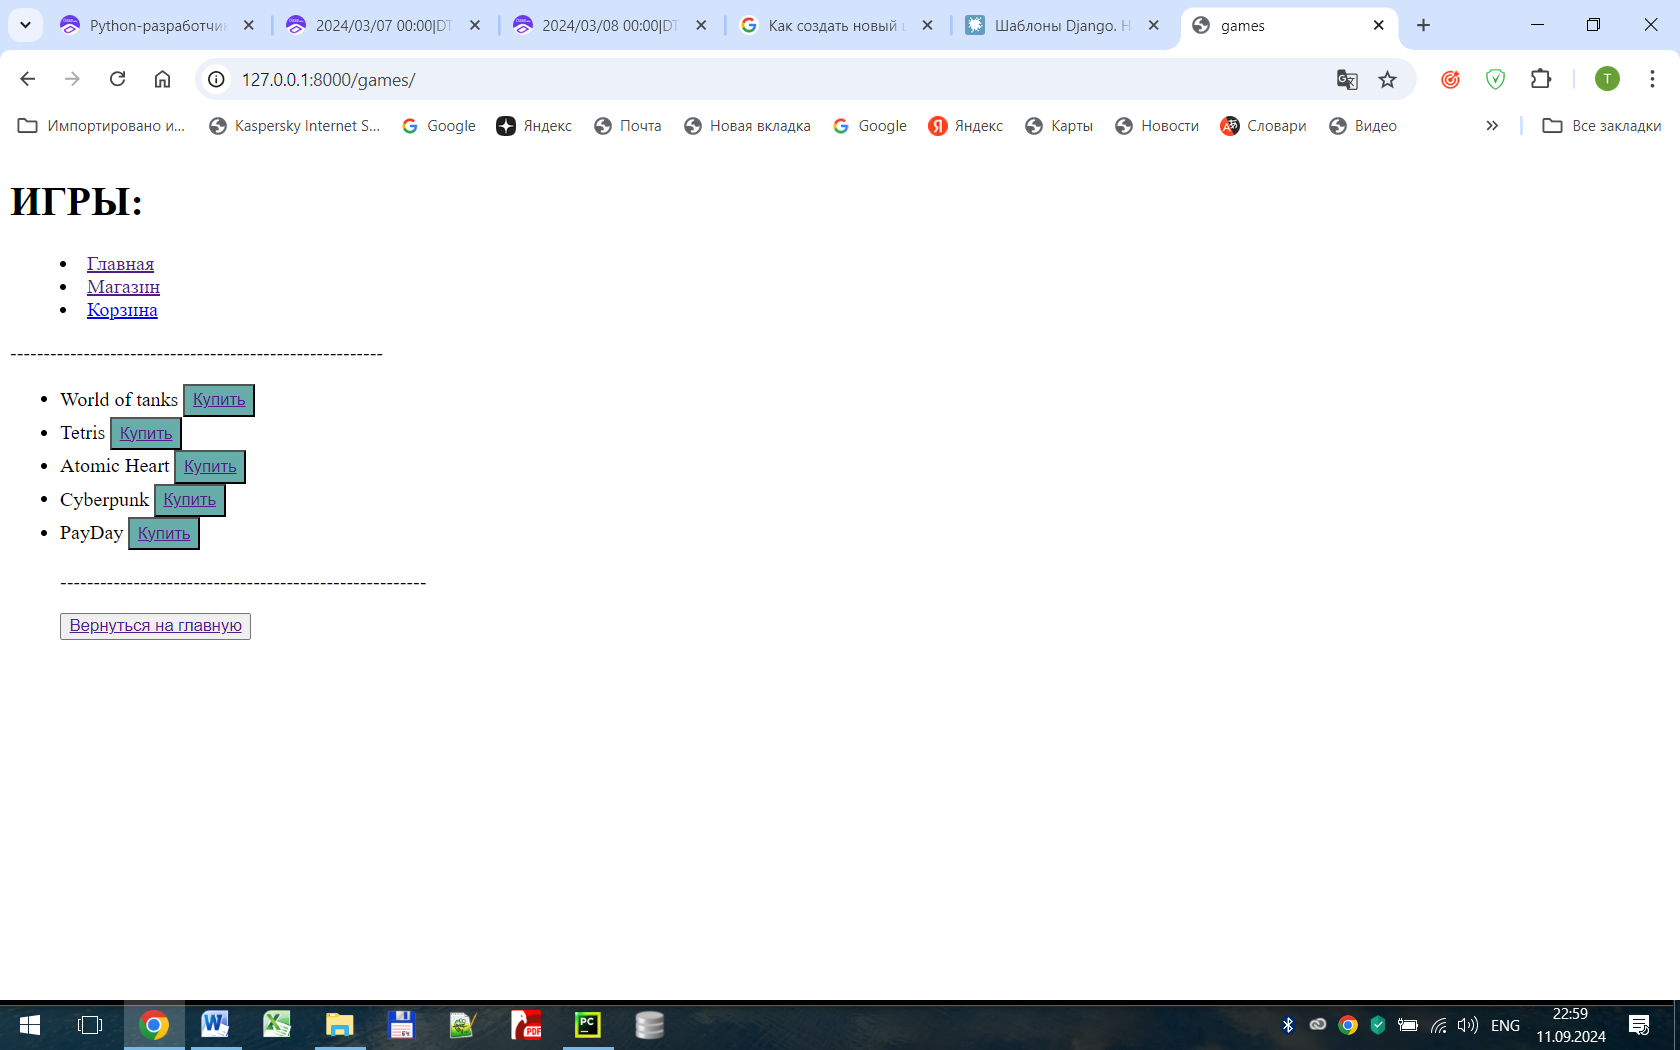 Python-разработчик
2024/03/07 00:00|DT
2024/03/08 00:00|DT
Как создать новый
Шаблоны Django. Н
games
127.0.0.1:8000/games/
T
Импортировано и...
Kaspersky Internet S...
Google
Яндекс
Почта
Новая вкладка
Google
Яндекс
Карты
Новости
Словари
Видео
Все закладки
ИГРЫ:
Главная
Магазин
Корзина
--------------------------------------------------------
World of tanks Купить
Tetris Купить
Atomic Heart Купить
Cyberpunk Купить
PayDay Купить
-------------------------------------------------------
Вернуться на главную
ENG
22:59
11.09.2024